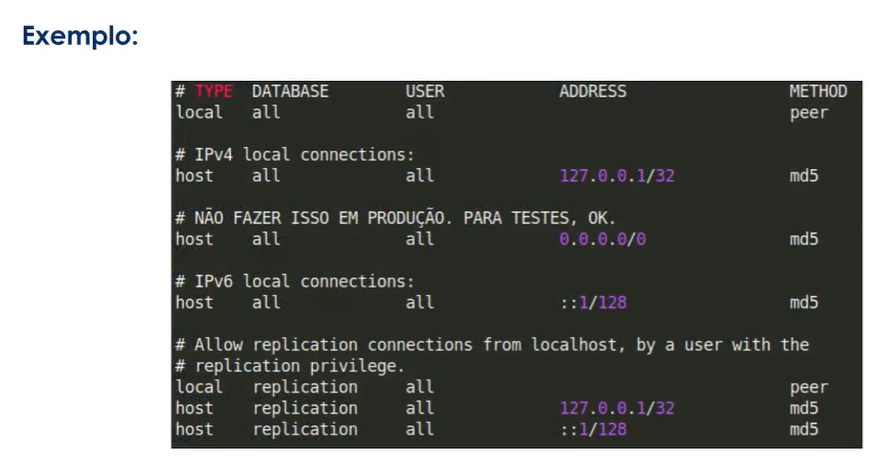 Exemplo:
# TYPE  DATABASE        USER            ADDRESS                 METHOD
local   all             all                                     peer
# IPv4 local connections:
host    all             all             127.0.0.1/32            md5
# NÃO FAZER ISSO EM PRODUÇÃO. PARA TESTES, OK.
host    all             all             0.0.0.0/0               md5
# IPv6 local connections:
host    all             all             ::1/128                 md5
# Allow replication connections from localhost, by a user with the
# replication privilege.
local   replication     all                                     peer
host    replication     all             127.0.0.1/32            md5
host    replication     all             ::1/128                 md5